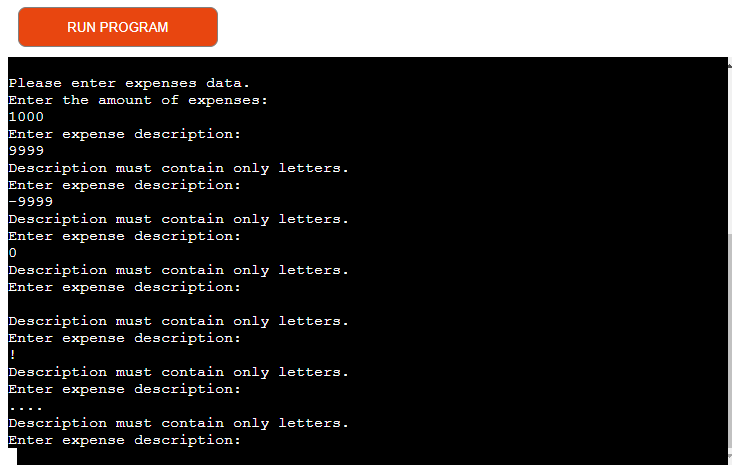 RUN PROGRAM
Please enter expenses data.
Enter the amount of expenses:
1000
Enter expense description:
9999
Description must contain only letters.
Enter expense description:
-9999
Description must contain only letters.
Enter expense description:
0
Description must contain only letters.
Enter expense description:

Description must contain only letters.
Enter expense description:
!
Description must contain only letters.
Enter expense description:
....
Description must contain only letters.
Enter expense description: